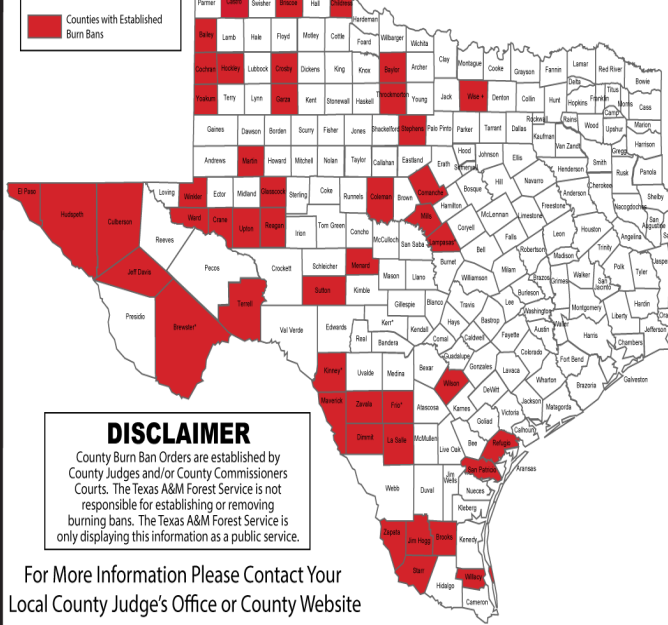 Parmer Castro Swisher Briscoe Hall Childress
Hardeman
Counties with Established
Burn Bans
Bailey Lamb Hale Floyd Motley Cottle Foard Wilbarger Wichita
Clay Montague Cooke Grayson Fannin Lamar Red River Bowie
Delta Titus
Cochran Hockley Lubbock Crosby Dickens King Knox Baylor Archer
Hunt Hopkins Franklin Morris Cass
Camp
Yoakum Terry Lynn Garza Kent Stonewall Haskell Throckmorton Young Jack Wise + Denton Collin
Rockwall Rains Wood Upshur Marion
Gaines Dawson Borden Scurry Fisher Jones Shackelford Stephens Palo Pinto Parker Tarrant Dallas Kaufman Van Zandt Gregg Harrison
Andrews Martin Howard Mitchell Nolan Taylor Callahan Eastland Erath Hood Somervell Johnson Ellis Henderson Smith Rusk Panola
El Paso Hudspeth Culberson Loving Winkler Ector Midland Glasscock Sterling Coke Runnels Coleman Brown Comanche Bosque Hill Navarro Anderson Cherokee Shelby
Hamilton Freestone Nacogdoches San
Augustine
Ward Crane Upton Reagan Irion Tom Green Concho McCulloch San Saba Mills Coryell McLennan Limestone Leon Houston Angelina
Lampasas* Falls Robertson Madison Trinity
Reeves Pecos Crockett Schleicher Menard Mason Llano Burnet Bell Milam Brazos Grimes Walker San
Jacinto Polk Tyler Jasper
Jeff Davis Williamson
Terrell Sutton Kimble Burleson
Presidio Brewster* Val Verde Edwards Gillespie Blanco Travis Lee Washington Montgomery Liberty Hardin
Kerr* Kendall Hays Bastrop Austin Waller Harris Jefferson
Real Bandera Comal Caldwell Fayette Chambers
Guadalupe Colorado Fort Bend
Kinney* Uvalde Medina Bexar Gonzales Lavaca Wharton Brazoria Galveston
Wilson DeWitt Jackson Matagorda
Maverick Zavala Frio* Atascosa Karnes Victoria
Goliad Calhoun
Dimmit La Salle McMullen Live Oak Bee Refugio
San Patricio Aransas
Webb Duval Jim
Wells Nueces
Kleberg
Zapata Jim Hogg Brooks Kenedy
Starr Hidalgo Willacy
Cameron
DISCLAIMER
County Burn Ban Orders are established by
County Judges and/or County Commissioners
Courts. The Texas A&M Forest Service is not
responsible for establishing or removing
burning bans. The Texas A&M Forest Service is
only displaying this information as a public service.
For More Information Please Contact Your
Local County Judge's Office or County Website